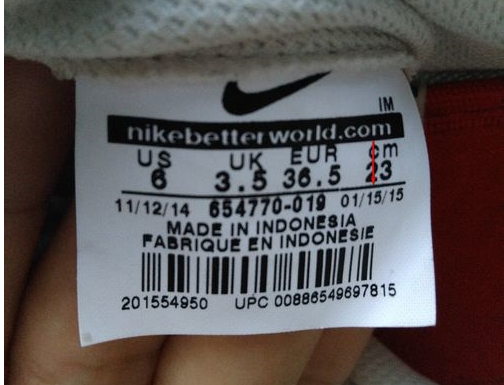 IM
nikebetterworld.com
US UK EUR cm
6 3.5 36.5 23
11/12/14 654770-019 01/15/15
MADE IN INDONESIA
FABRIQUE EN INDONESIE
201554950 UPC 00886549697815